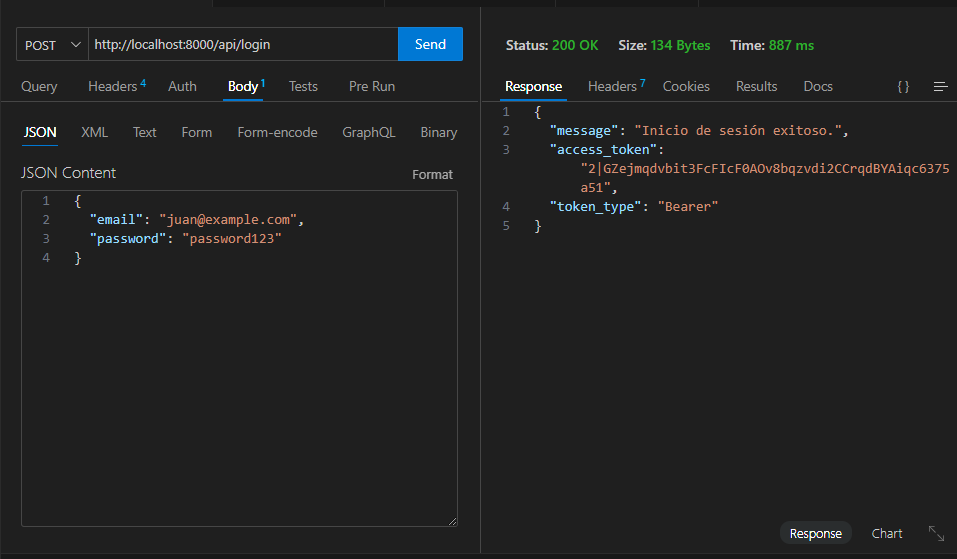 POST http://localhost:8000/api/login Send
Query Headers 4 Auth Body 1 Tests Pre Run
JSON XML Text Form Form-encode GraphQL Binary
JSON Content Format
1 {
2 "email": "juan@example.com",
3 "password": "password123"
4 }
Status: 200 OK Size: 134 Bytes Time: 887 ms
Response Headers 7 Cookies Results Docs { }
1 {
2 "message": "Inicio de sesión exitoso.",
3 "access_token":
"2|GZejmqdvbit3FcFIcF0AOv8bqzvdi2CCrqdBYAiqc6375
a51",
4 "token_type": "Bearer"
5 }
Response Chart